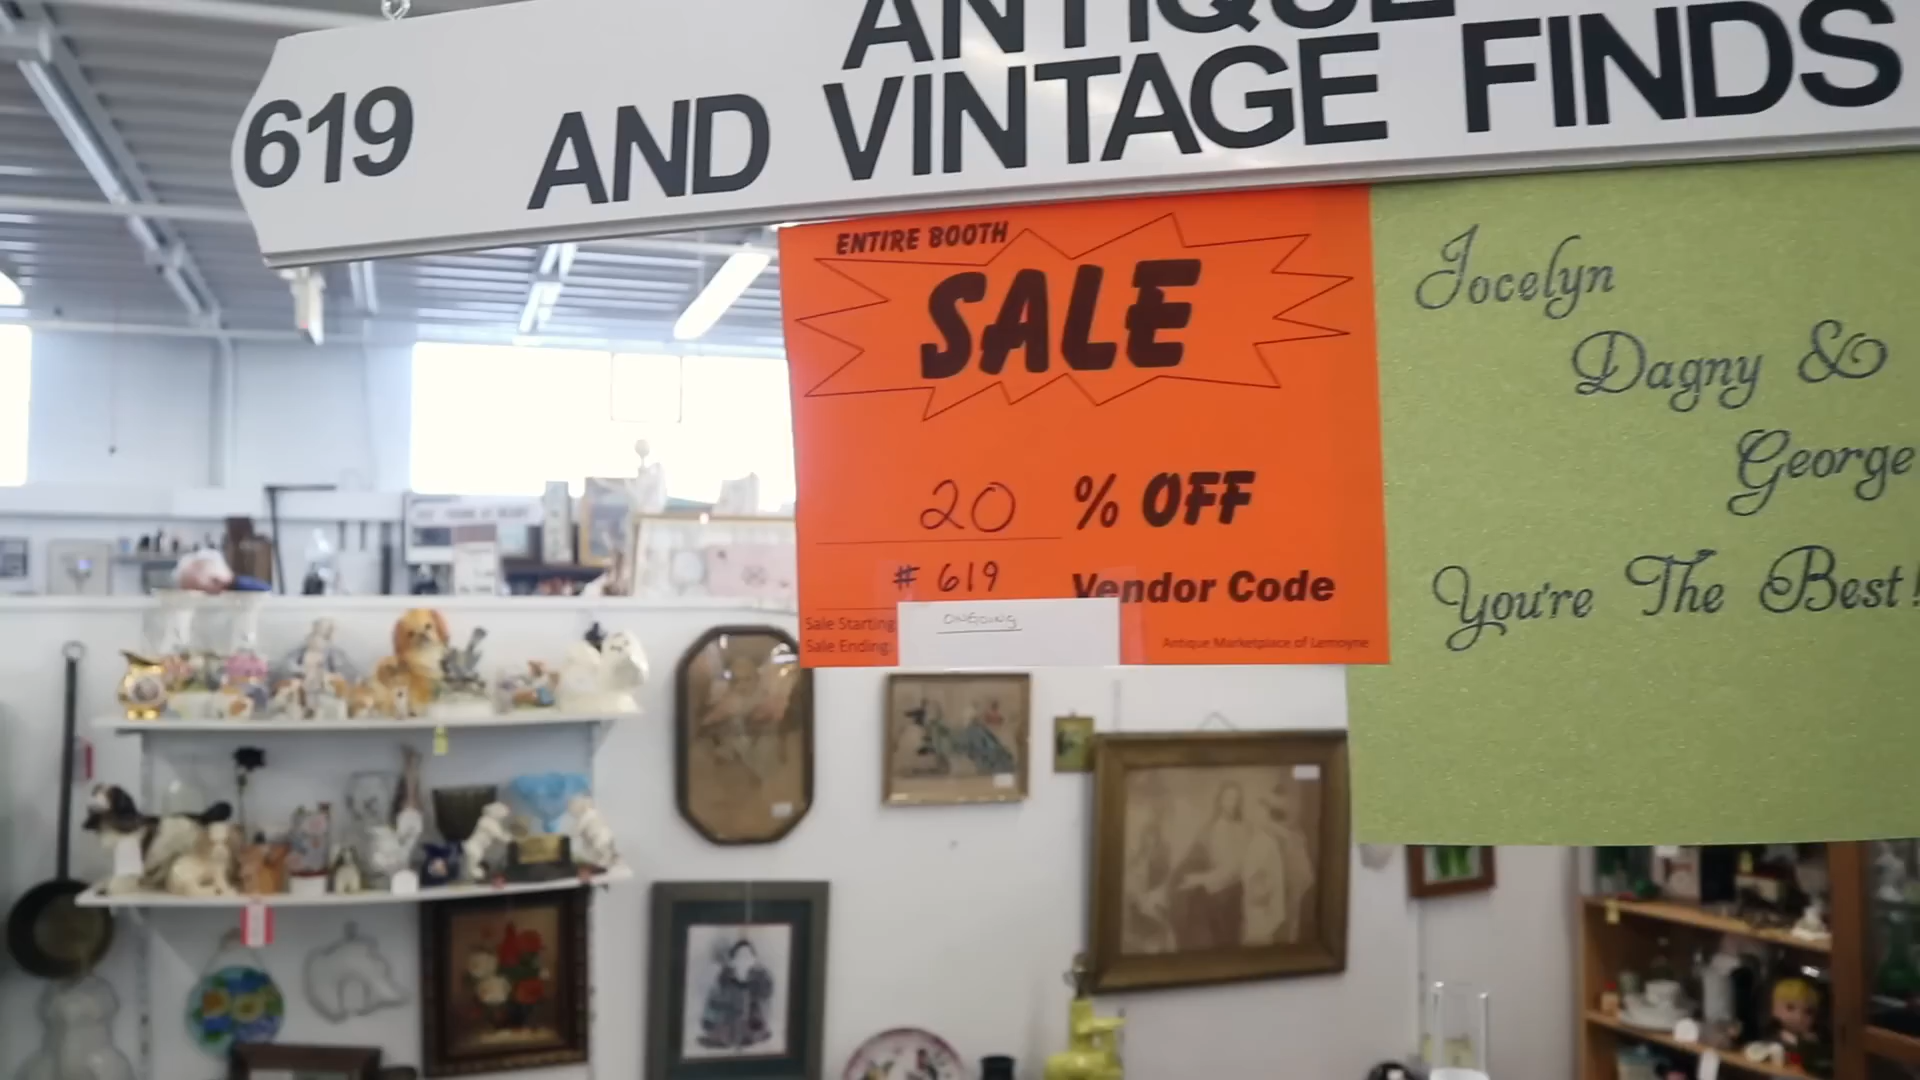 ANTIQUE
619 AND VINTAGE FINDS
ENTIRE BOOTH
SALE
20 % OFF
# 619 Vendor Code
Sale Starting
Sale Ending:
ONGOING
Antique Marketplace of Lemoyne
Jocelyn
Dagny &
George
You're The Best!